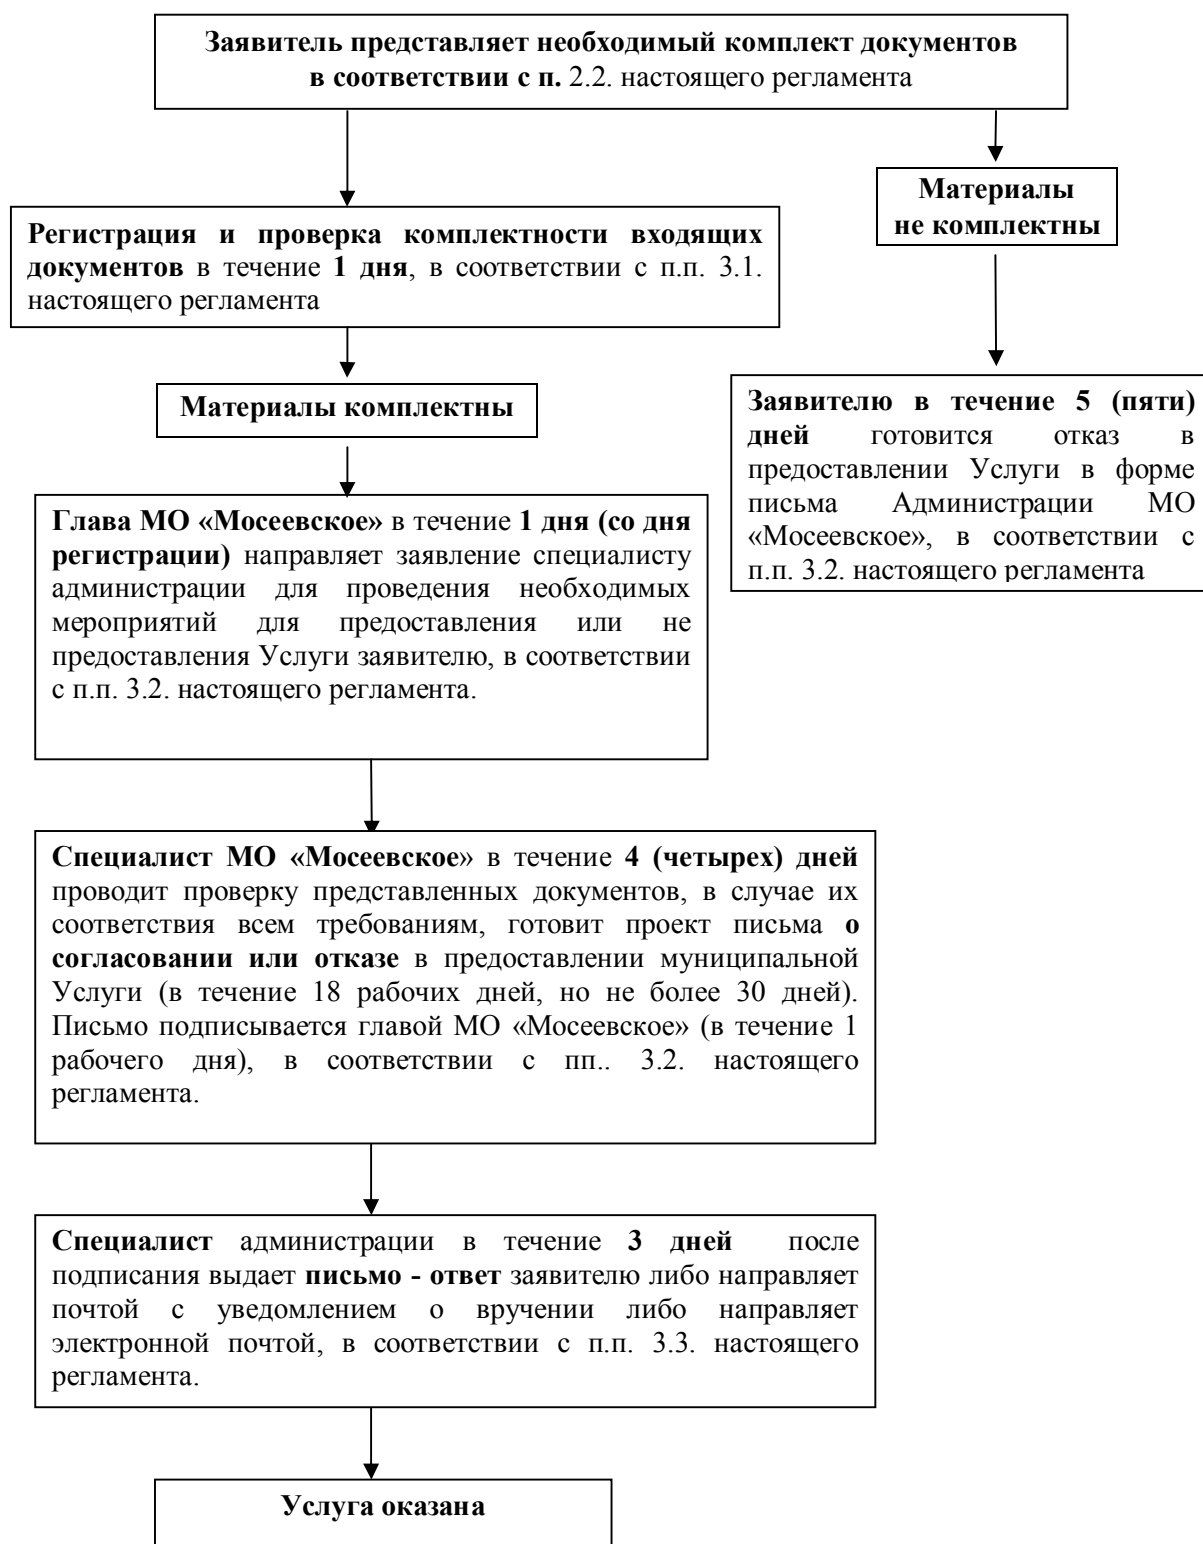 Заявитель представляет необходимый комплект документов
в соответствии с п. 2.2. настоящего регламента
Материалы
не комплектны
Регистрация и проверка комплектности входящих
документов в течение 1 дня, в соответствии с п.п. 3.1.
настоящего регламента
Материалы комплектны
Заявителю в течение 5 (пяти)
дней готовится отказ в
предоставлении Услуги в форме
письма Администрации МО
«Мосеевское», в соответствии с
п.п. 3.2. настоящего регламента
Глава МО «Мосеевское» в течение 1 дня (со дня
регистрации) направляет заявление специалисту
администрации для проведения необходимых
мероприятий для предоставления или не
предоставления Услуги заявителю, в соответствии
с п.п. 3.2. настоящего регламента.
Специалист МО «Мосеевское» в течение 4 (четырех) дней
проводит проверку представленных документов, в случае их
соответствия всем требованиям, готовит проект письма о
согласовании или отказе в предоставлении муниципальной
Услуги (в течение 18 рабочих дней, но не более 30 дней).
Письмо подписывается главой МО «Мосеевское» (в течение 1
рабочего дня), в соответствии с пп.. 3.2. настоящего
регламента.
Специалист администрации в течение 3 дней после
подписания выдает письмо - ответ заявителю либо направляет
почтой с уведомлением о вручении либо направляет
электронной почтой, в соответствии с п.п. 3.3. настоящего
регламента.
Услуга оказана